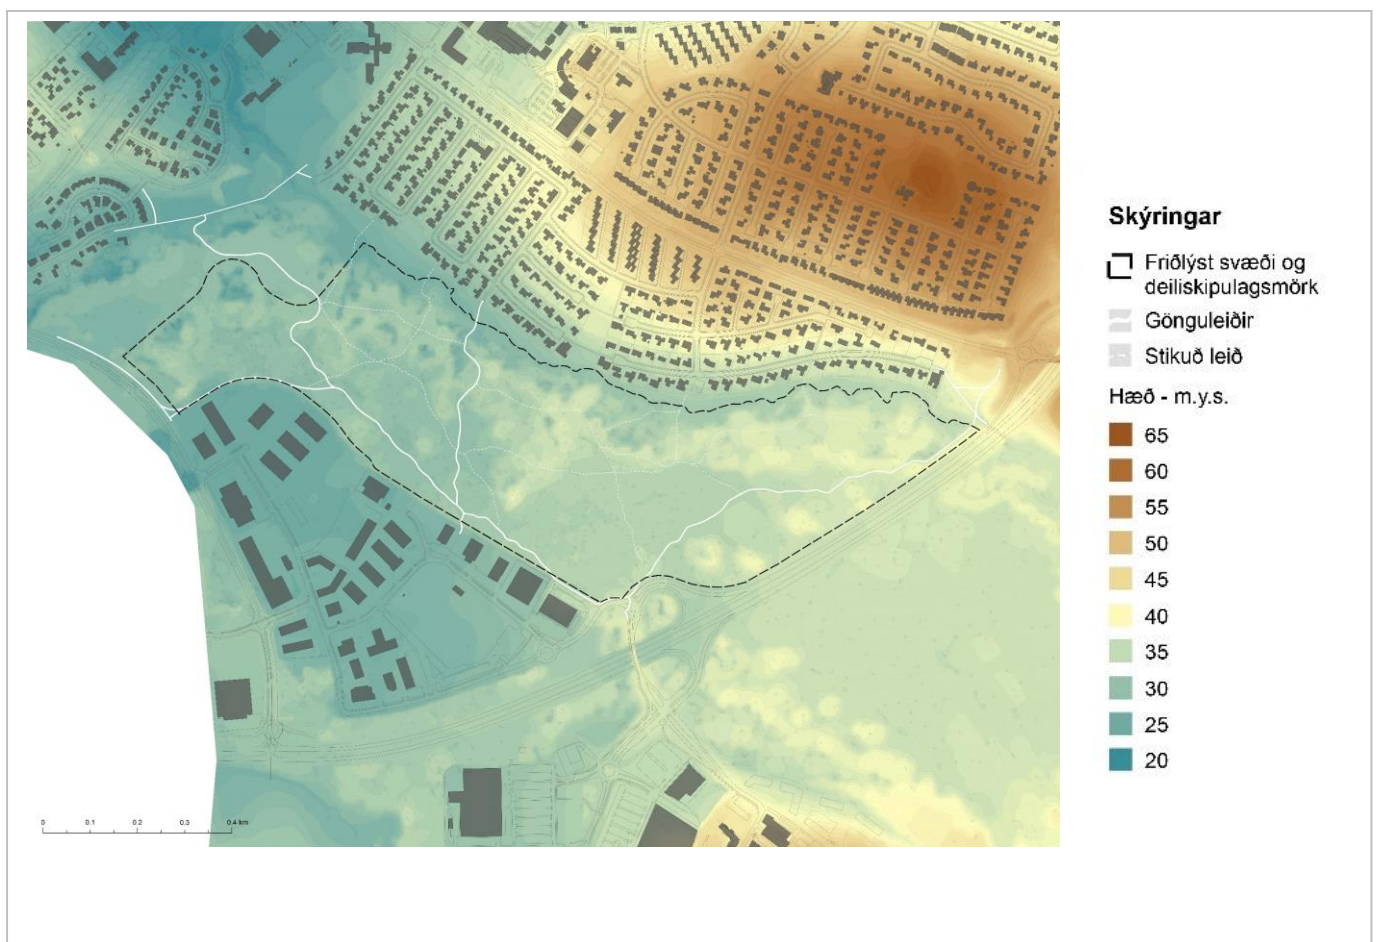 Skýringar
Friðlýst svæði og
deiliskipulagsmörk
Gönguleiðir
Stikuð leið
Hæð - m.y.s.
65
60
55
50
45
40
35
30
25
20
0 0.1 0.2 0.3 0.4 km